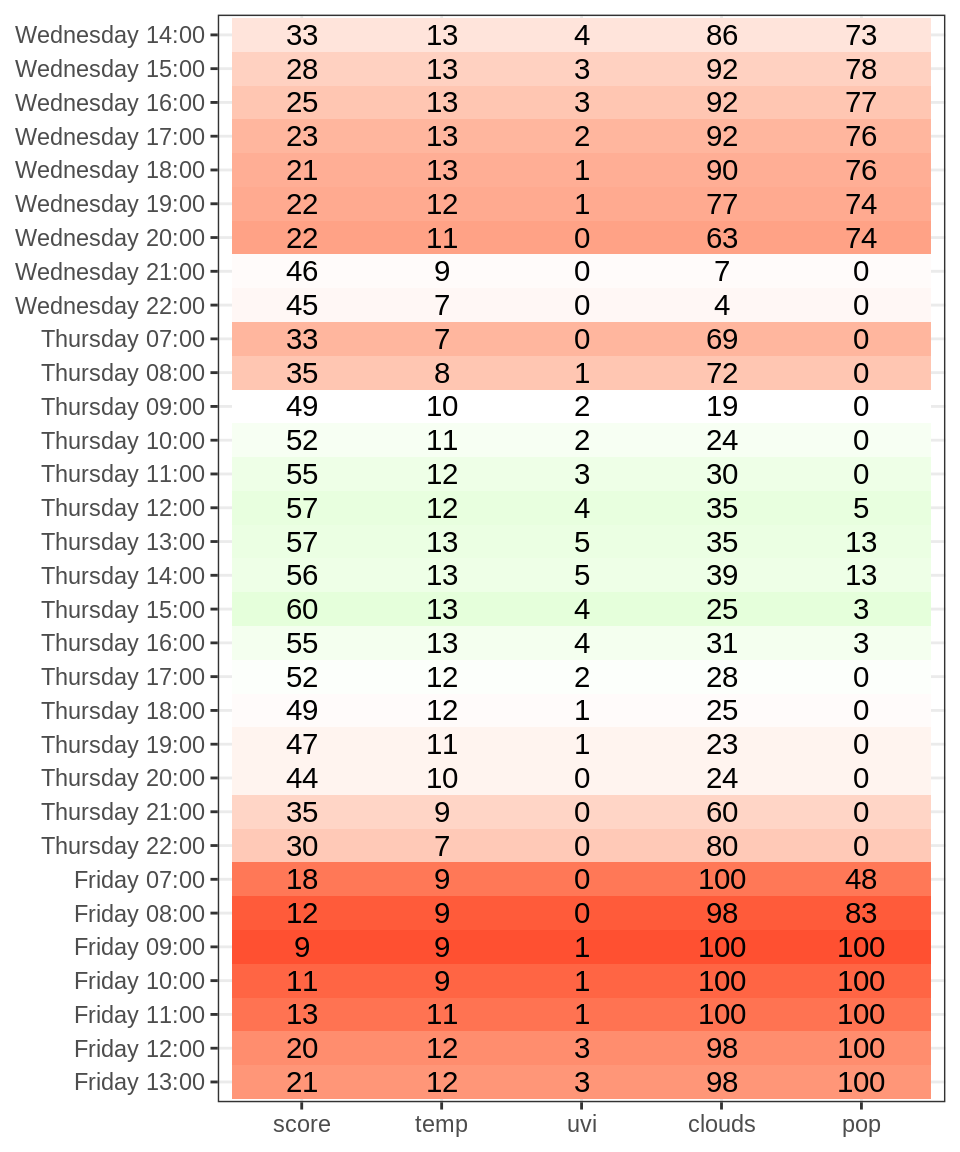 Wednesday 14:00 33 13 4 86 73
Wednesday 15:00 28 13 3 92 78
Wednesday 16:00 25 13 3 92 77
Wednesday 17:00 23 13 2 92 76
Wednesday 18:00 21 13 1 90 76
Wednesday 19:00 22 12 1 77 74
Wednesday 20:00 22 11 0 63 74
Wednesday 21:00 46 9 0 7 0
Wednesday 22:00 45 7 0 4 0
Thursday 07:00 33 7 0 69 0
Thursday 08:00 35 8 1 72 0
Thursday 09:00 49 10 2 19 0
Thursday 10:00 52 11 2 24 0
Thursday 11:00 55 12 3 30 0
Thursday 12:00 57 12 4 35 5
Thursday 13:00 57 13 5 35 13
Thursday 14:00 56 13 5 39 13
Thursday 15:00 60 13 4 25 3
Thursday 16:00 55 13 4 31 3
Thursday 17:00 52 12 2 28 0
Thursday 18:00 49 12 1 25 0
Thursday 19:00 47 11 1 23 0
Thursday 20:00 44 10 0 24 0
Thursday 21:00 35 9 0 60 0
Thursday 22:00 30 7 0 80 0
Friday 07:00 18 9 0 100 48
Friday 08:00 12 9 0 98 83
Friday 09:00 9 9 1 100 100
Friday 10:00 11 9 1 100 100
Friday 11:00 13 11 1 100 100
Friday 12:00 20 12 3 98 100
Friday 13:00 21 12 3 98 100
score temp uvi clouds pop